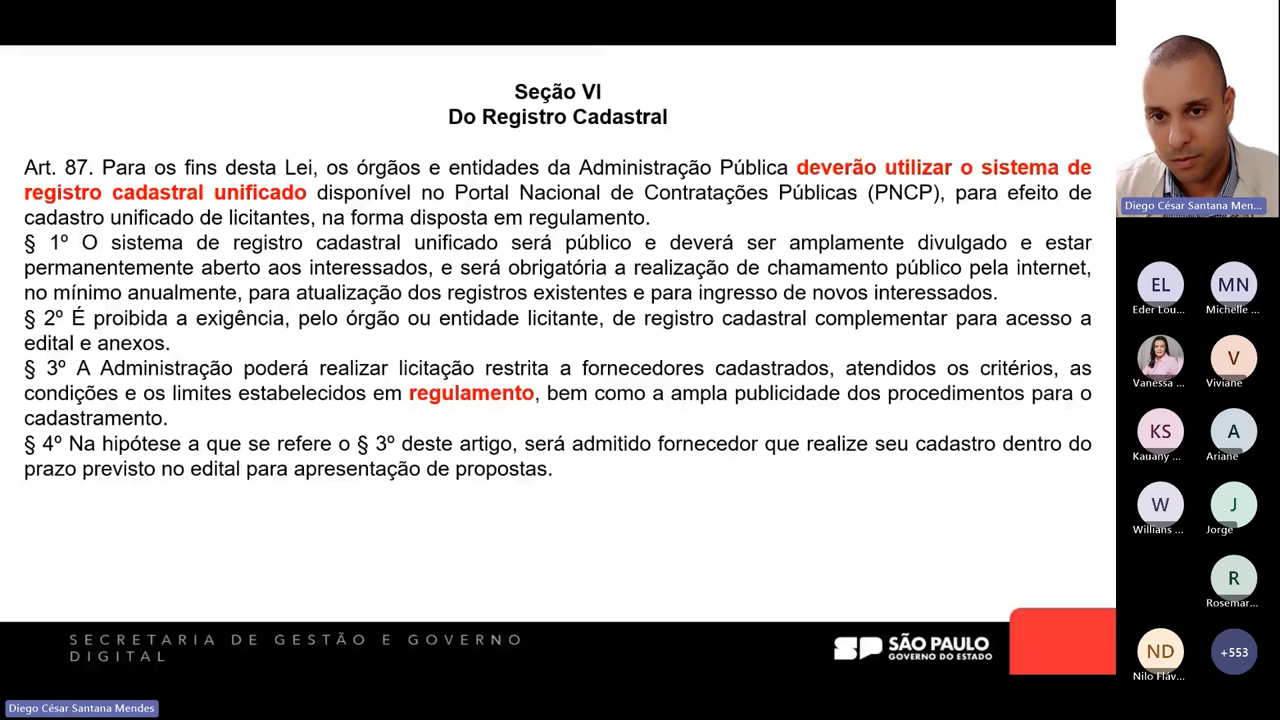 Seção VI
Do Registro Cadastral
Art. 87. Para os fins desta Lei, os órgãos e entidades da Administração Pública deverão utilizar o sistema de
registro cadastral unificado disponível no Portal Nacional de Contratações Públicas (PNCP), para efeito de
cadastro unificado de licitantes, na forma disposta em regulamento.
§ 1º O sistema de registro cadastral unificado será público e deverá ser amplamente divulgado e estar
permanentemente aberto aos interessados, e será obrigatória a realização de chamamento público pela internet,
no mínimo anualmente, para atualização dos registros existentes e para ingresso de novos interessados.
§ 2º É proibida a exigência, pelo órgão ou entidade licitante, de registro cadastral complementar para acesso a
edital e anexos.
§ 3º A Administração poderá realizar licitação restrita a fornecedores cadastrados, atendidos os critérios, as
condições e os limites estabelecidos em regulamento, bem como a ampla publicidade dos procedimentos para o
cadastramento.
§ 4º Na hipótese a que se refere o § 3º deste artigo, será admitido fornecedor que realize seu cadastro dentro do
prazo previsto no edital para apresentação de propostas.
SECRETARIA DE GESTÃO E GOVERNO
DIGITAL
SP SÃO PAULO
GOVERNO DO ESTADO
Diego César Santana Mendes
Diego César Santana Men...
EL
Eder Lou...
MN
Michelle ...
Vanessa ...
V
Viviane
KS
Kauany ...
A
Ariane
W
Willians ...
J
Jorge
R
Rosemar...
ND
Nilo Fláv...
+553